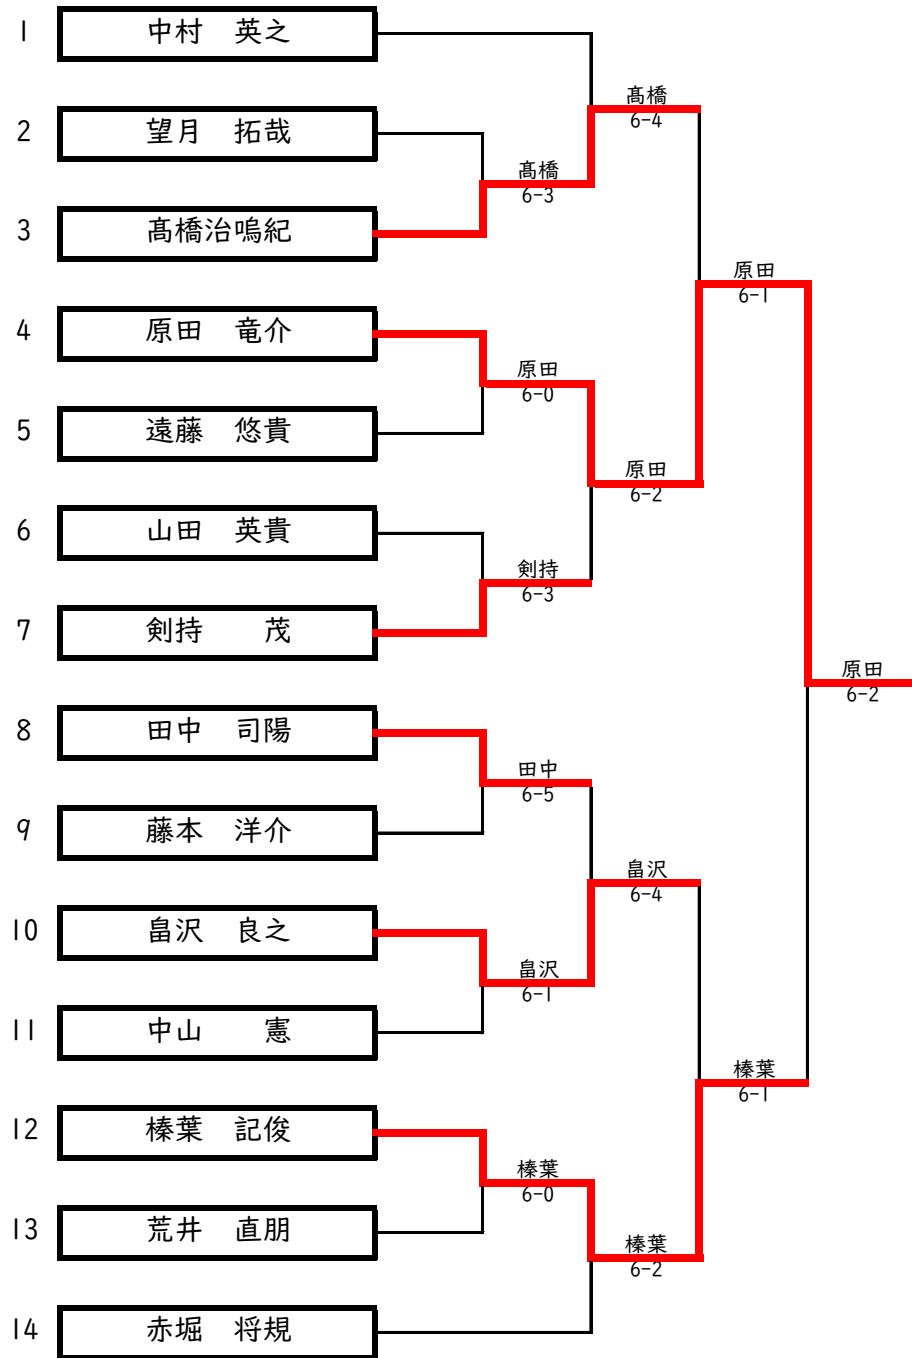 1 中村 英之
髙橋
6-4
2 望月 拓哉
髙橋
6-3
3 髙橋治嗚紀
原田
6-1
4 原田 竜介
原田
6-0
5 遠藤 悠貴
原田
6-2
6 山田 英貴
剣持
6-3
7 剣持 茂
原田
6-2
8 田中 司陽
田中
6-5
9 藤本 洋介
畠沢
6-4
10 畠沢 良之
畠沢
6-1
11 中山 憲
榛葉
6-1
12 榛葉 記俊
榛葉
6-0
13 荒井 直朋
榛葉
6-2
14 赤堀 将規